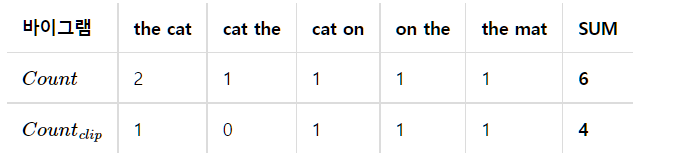 바이그램 the cat cat the cat on on the the mat SUM
Count 2 1 1 1 1 6
Count_clip 1 0 1 1 1 4